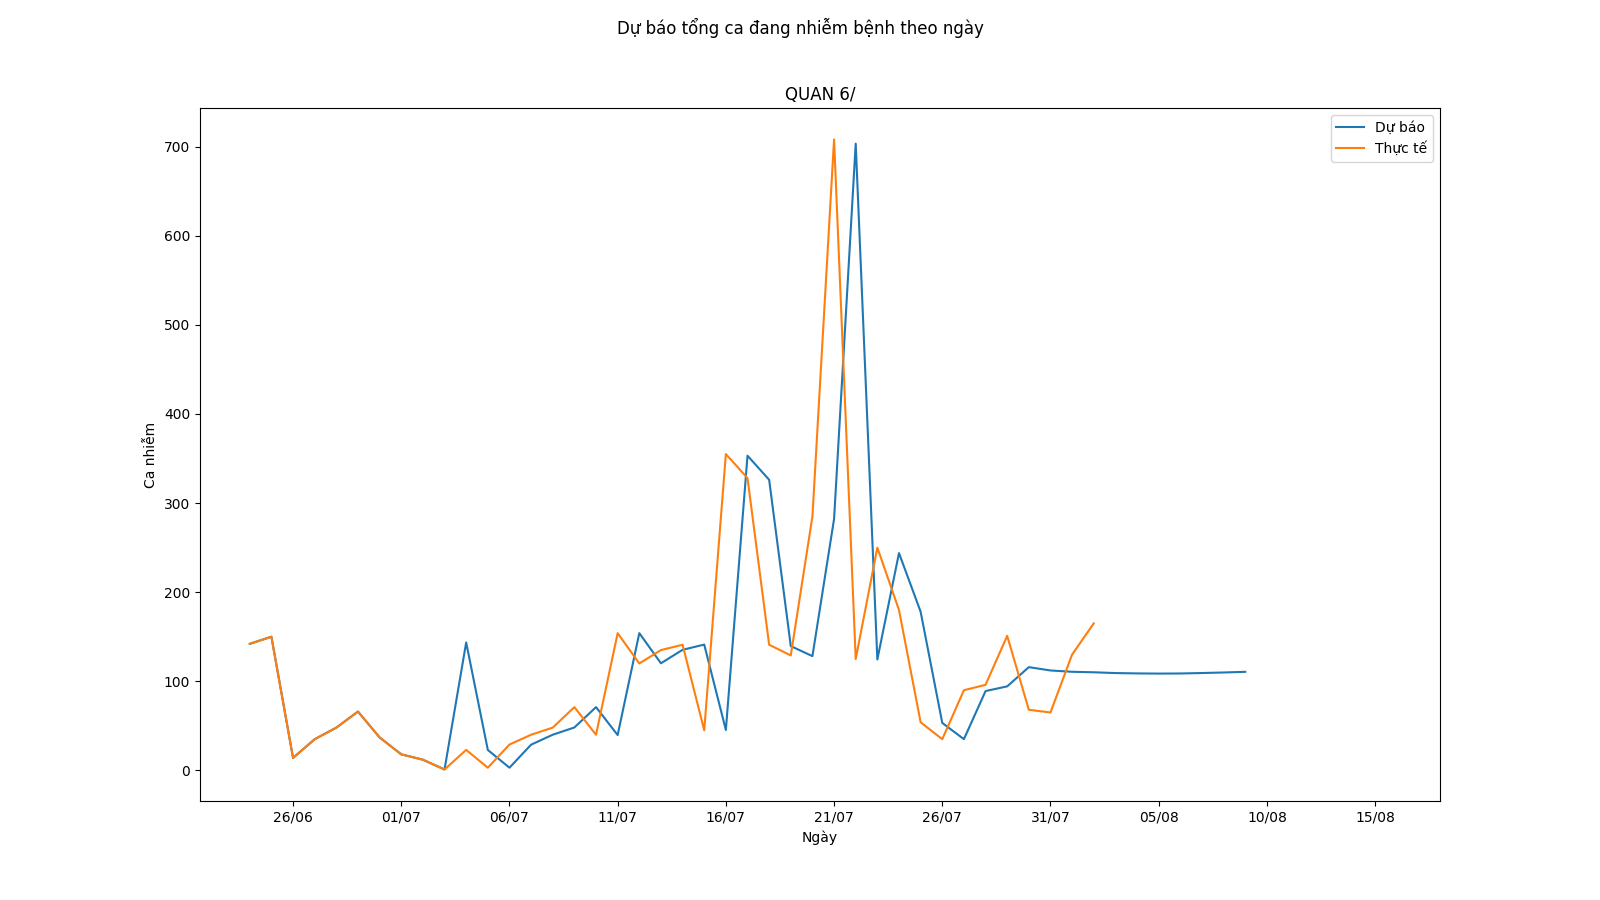 Dự báo tổng ca đang nhiễm bệnh theo ngày
QUAN 6/
Dự báo
Thực tế
700
600
500
400
300
200
100
0
Ca nhiễm
26/06 01/07 06/07 11/07 16/07 21/07 26/07 31/07 05/08 10/08 15/08
Ngày